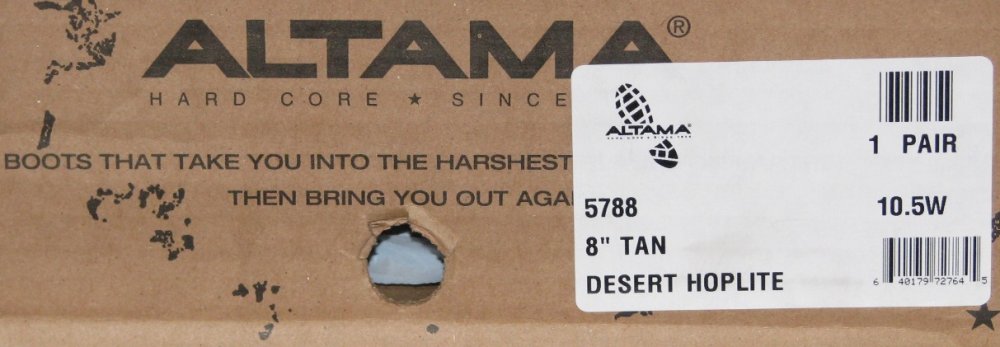 ALTAMA®
HARD CORE ★ SINCE
BOOTS THAT TAKE YOU INTO THE HARSHEST
THEN BRING YOU OUT AGAI
ALTAMA®
1 PAIR
5788
10.5W
8" TAN
DESERT HOPLITE
6 40179 72764 5